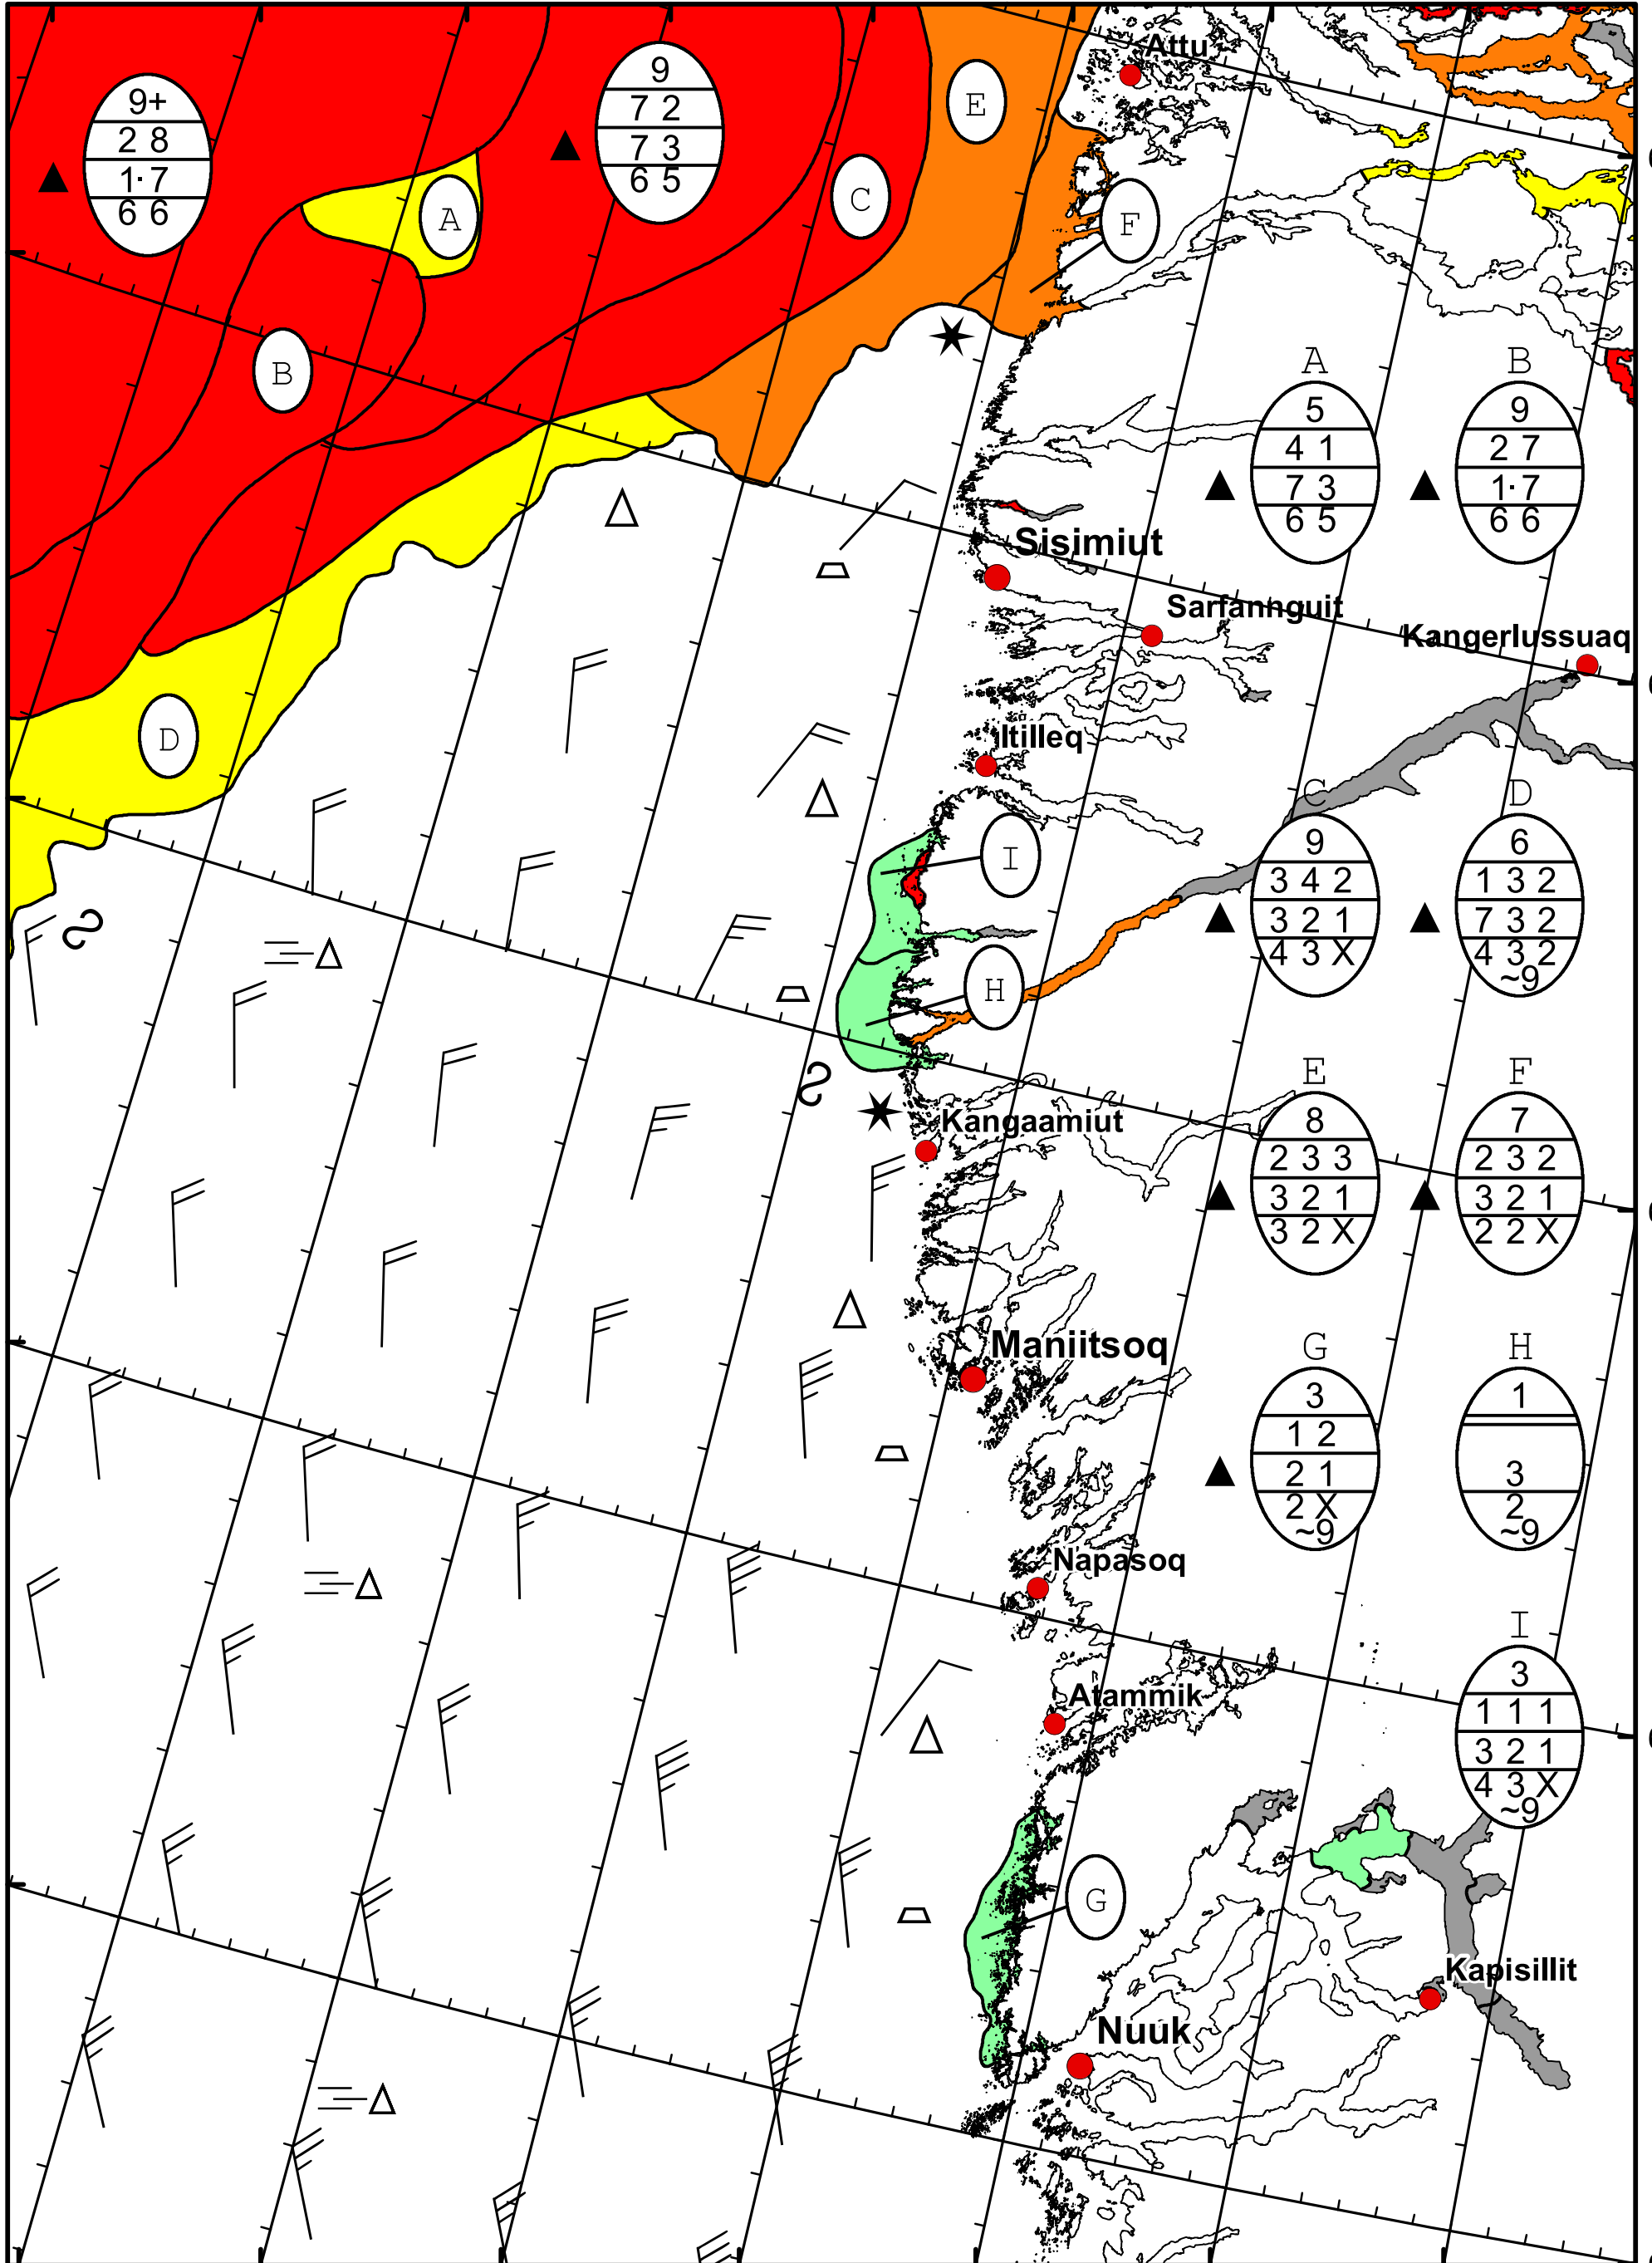 Attu
9+
2 8
1· 7
6 6
9
7 2
7 3
6 5
E
C
A
F
B
A
5
4 1
7 3
6 5
B
9
2 7
1· 7
6 6
Sisimiut
Sarfannguit
Kangerlussuaq
D
Itilleq
I
C
9
3 4 2
3 2 1
4 3 X
D
6
1 3 2
7 3 2
4 3 2
~9
H
Kangaamiut
E
8
2 3 3
3 2 1
3 2 X
F
7
2 3 2
3 2 1
2 2 X
Maniitsoq
G
3
1 2
2 1
2 X
~9
H
1
3
2
~9
Napasoq
Atammik
I
3
1 1 1
3 2 1
4 3 X
~9
G
Kapisillit
Nuuk